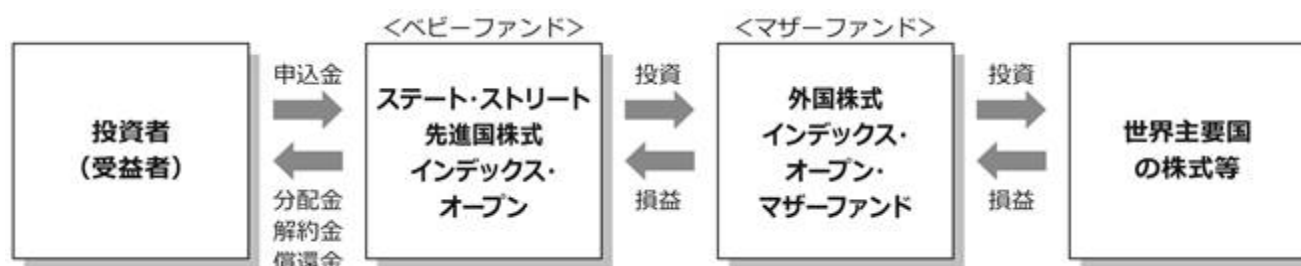 <ベビーファンド>
<マザーファンド>
投資者
(受益者)
申込金
分配金
解約金
償還金
ステート・ストリート
先進国株式
インデックス・
オープン
投資
損益
外国株式
インデックス・
オープン・
マザーファンド
投資
損益
世界主要国
の株式等